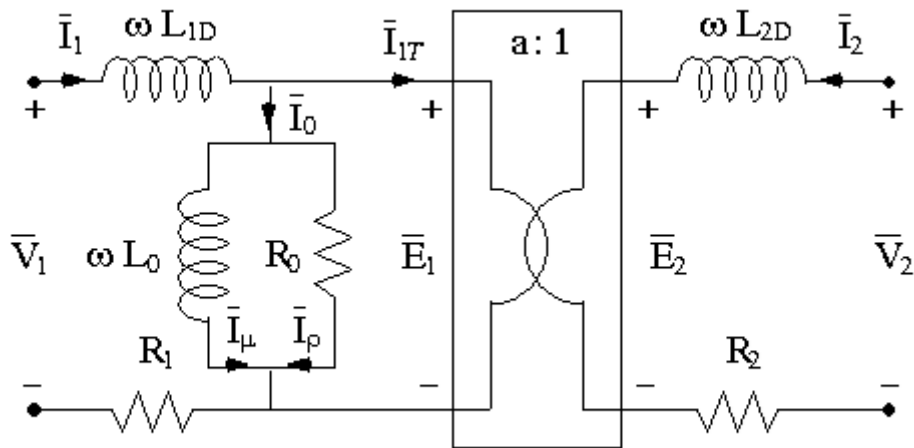 Ī₁ ω L₁D Ī₁T a : 1 ω L₂D Ī₂
+ + + +
Ī₀
V̄₁ ω L₀ R₀ Ē₁ Ē₂ V̄₂
Īμ Īρ
R₁ R₂
− − − −